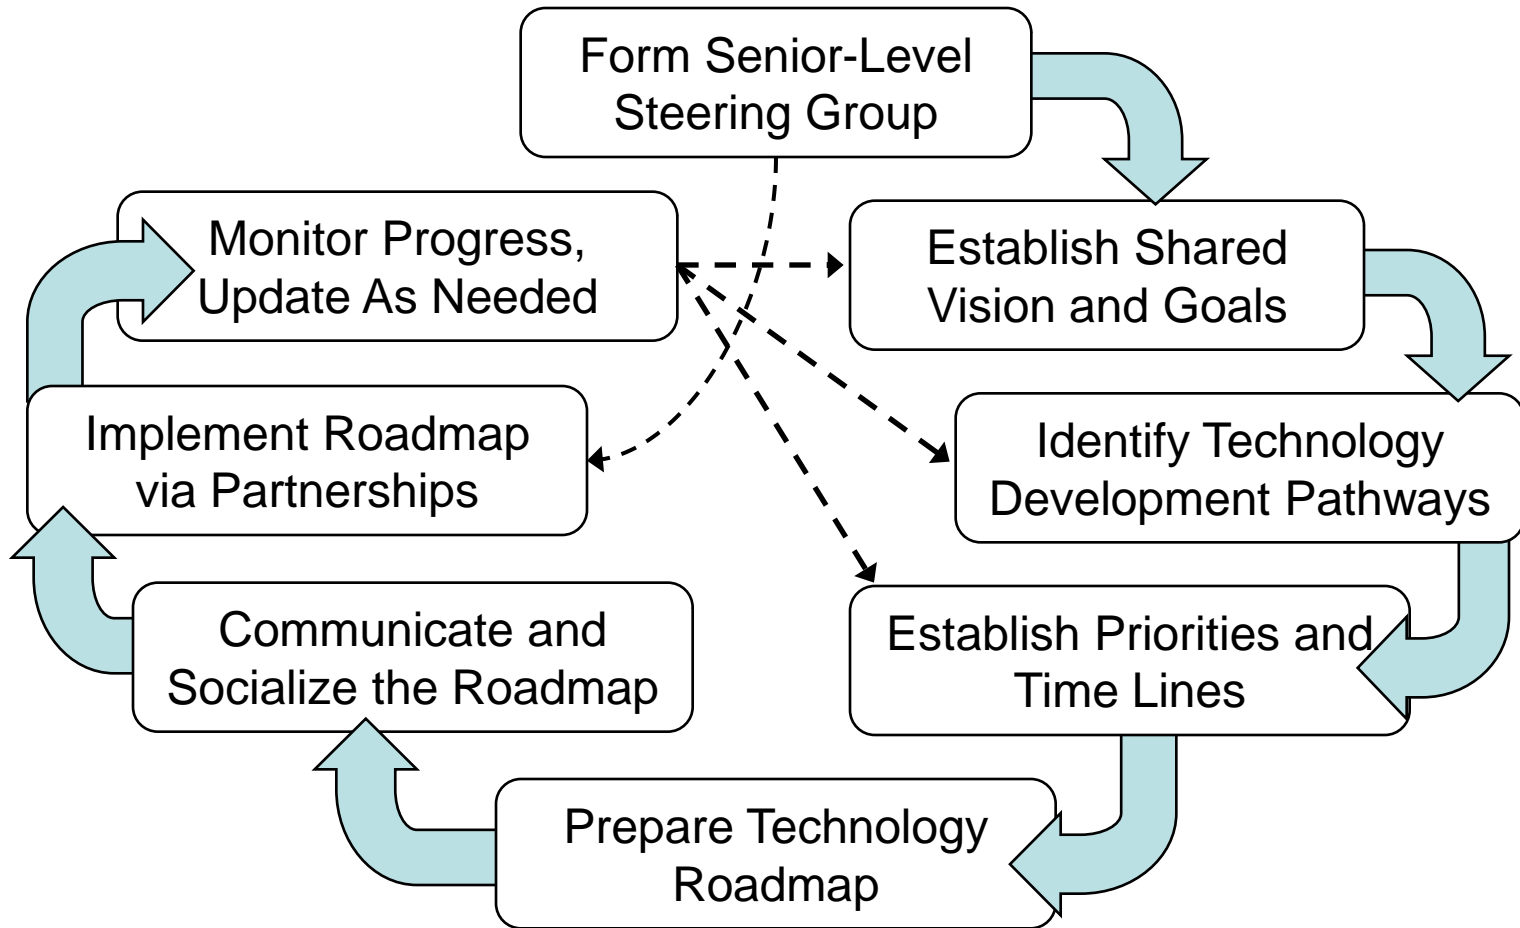 Form Senior-Level
Steering Group
Establish Shared
Vision and Goals
Identify Technology
Development Pathways
Establish Priorities and
Time Lines
Prepare Technology
Roadmap
Communicate and
Socialize the Roadmap
Implement Roadmap
via Partnerships
Monitor Progress,
Update As Needed